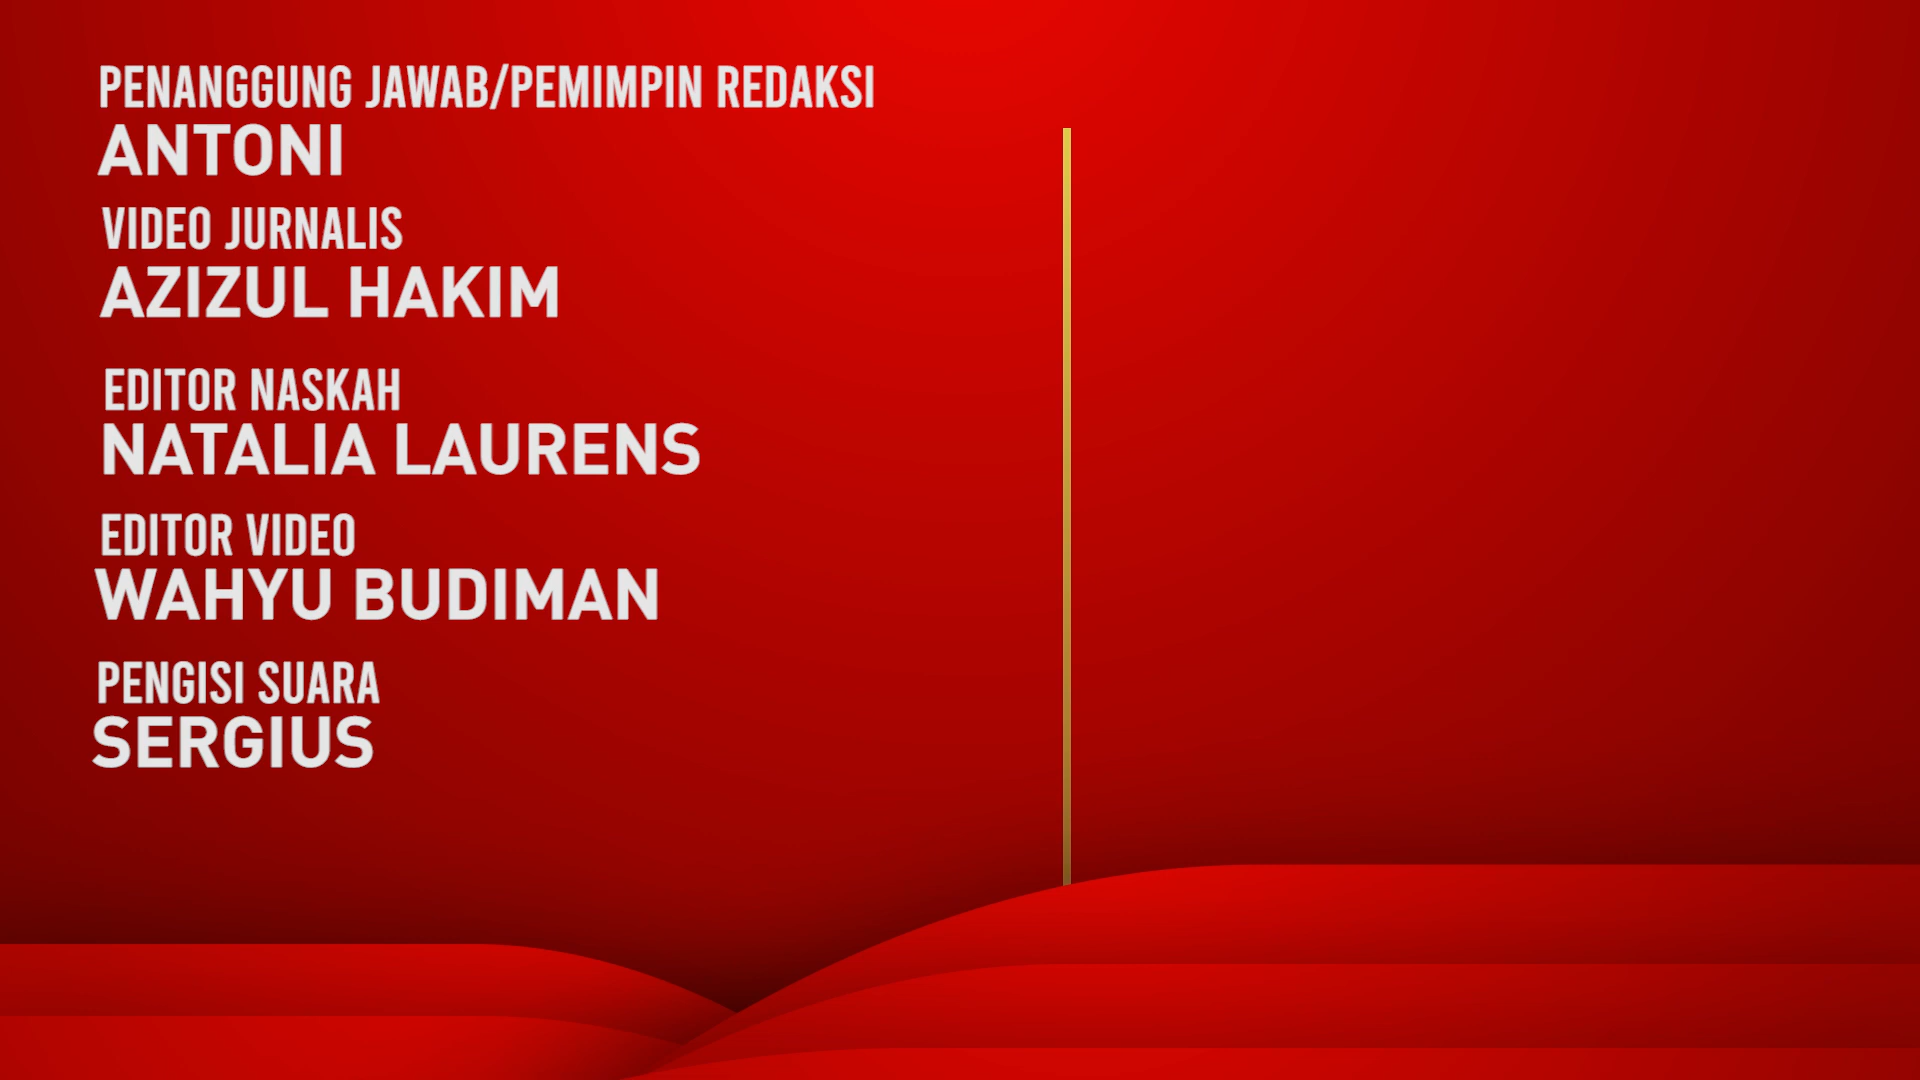 PENANGGUNG JAWAB/PEMIMPIN REDAKSI
ANTONI
VIDEO JURNALIS
AZIZUL HAKIM
EDITOR NASKAH
NATALIA LAURENS
EDITOR VIDEO
WAHYU BUDIMAN
PENGISI SUARA
SERGIUS